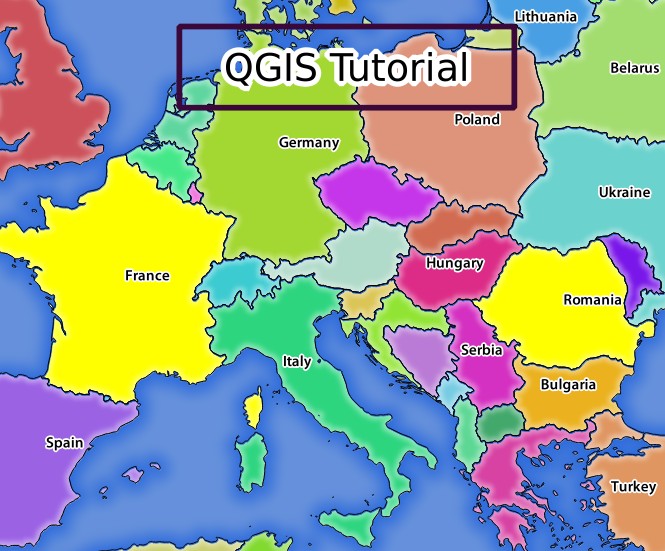 Lithuania
QGIS Tutorial
Belarus
Poland
Germany
Ukraine
Hungary
France
Romania
Serbia
Italy
Bulgaria
Spain
Turkey